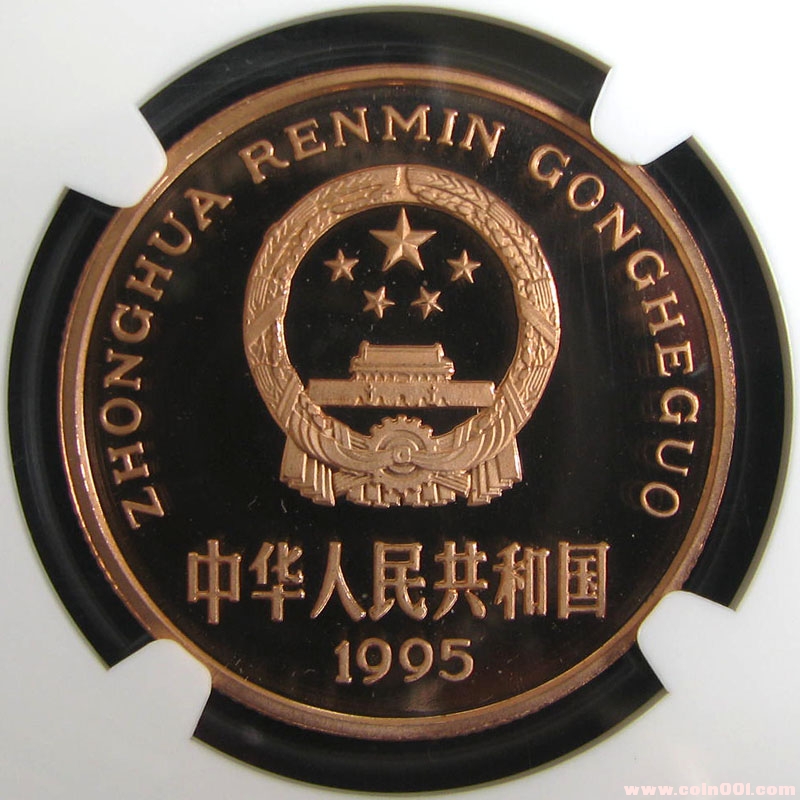 ZHONGHUA RENMIN GONGHEGUO
中华人民共和国
1995
www.coin001.com